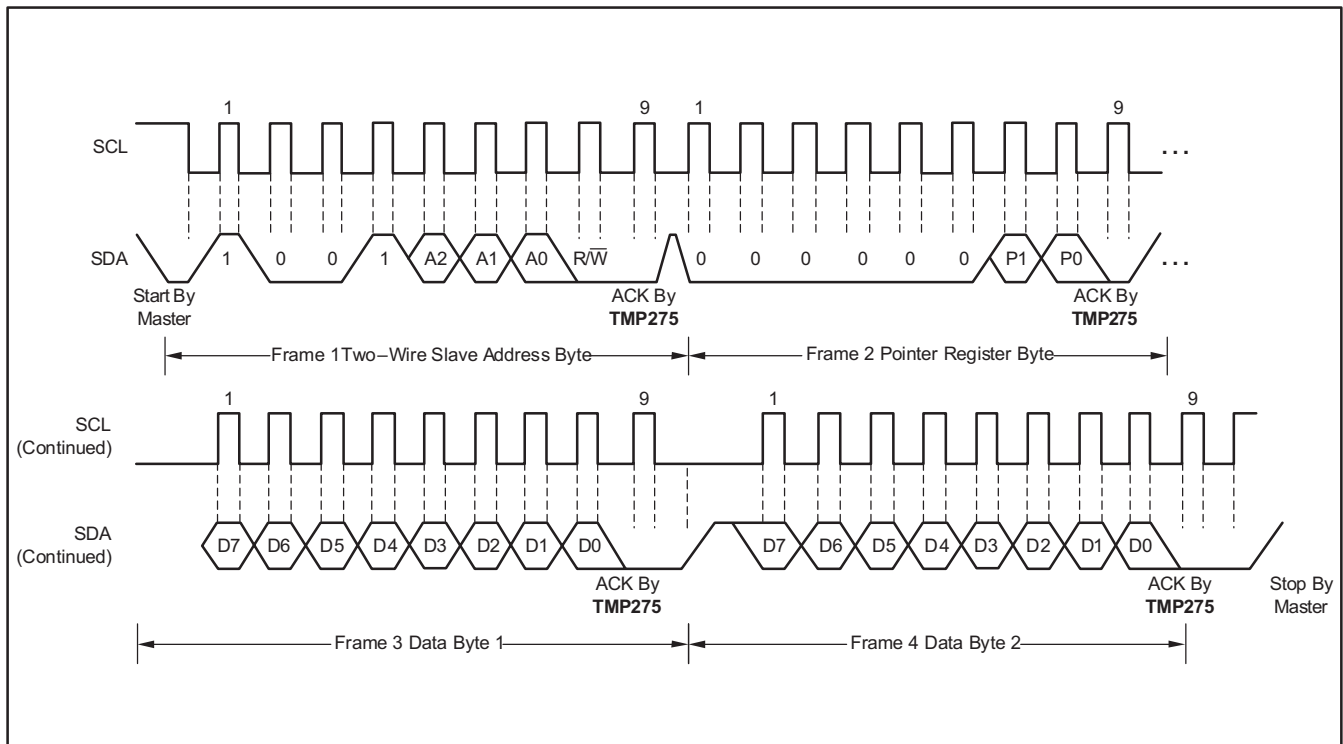 1 9 1 9
SCL ...
SDA 1 0 0 1 A2 A1 A0 R/W̅ 0 0 0 0 0 0 P1 P0 ...
Start By
Master
ACK By
TMP275
ACK By
TMP275
Frame 1Two–Wire Slave Address Byte
Frame 2 Pointer Register Byte
1 9 1 9
SCL
(Continued)
SDA
(Continued)
D7 D6 D5 D4 D3 D2 D1 D0 D7 D6 D5 D4 D3 D2 D1 D0
ACK By
TMP275
ACK By
TMP275
Stop By
Master
Frame 3 Data Byte 1
Frame 4 Data Byte 2